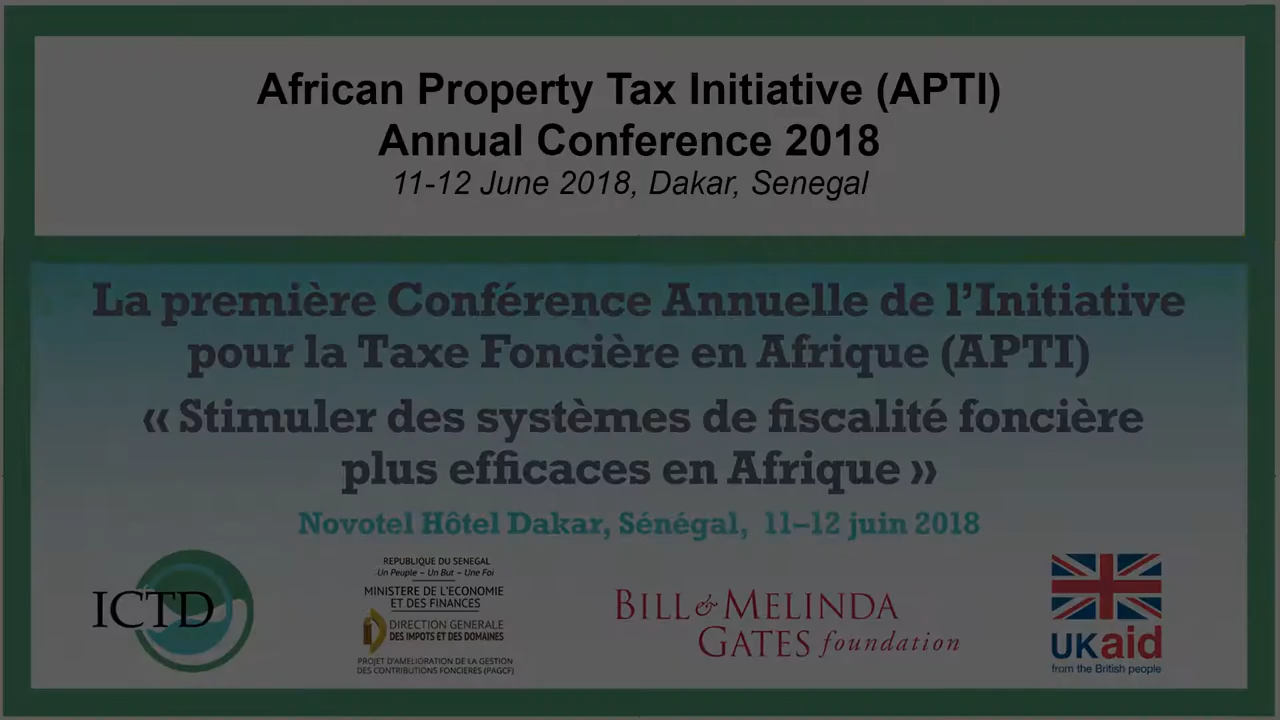 African Property Tax Initiative (APTI)
Annual Conference 2018
11-12 June 2018, Dakar, Senegal
La première Conférence Annuelle de l'Initiative
pour la Taxe Foncière en Afrique (APTI)
« Stimuler des systèmes de fiscalité foncière
plus efficaces en Afrique »
Novotel Hôtel Dakar, Sénégal, 11–12 juin 2018
ICTD
REPUBLIQUE DU SENEGAL
Un Peuple – Un But – Une Foi
MINISTERE DE L'ECONOMIE
ET DES FINANCES
DIRECTION GENERALE
DES IMPOTS ET DES DOMAINES
PROJET D'AMELIORATION DE LA GESTION
DES CONTRIBUTIONS FONCIERES (PAGCF)
BILL & MELINDA
GATES foundation
UKaid
from the British people